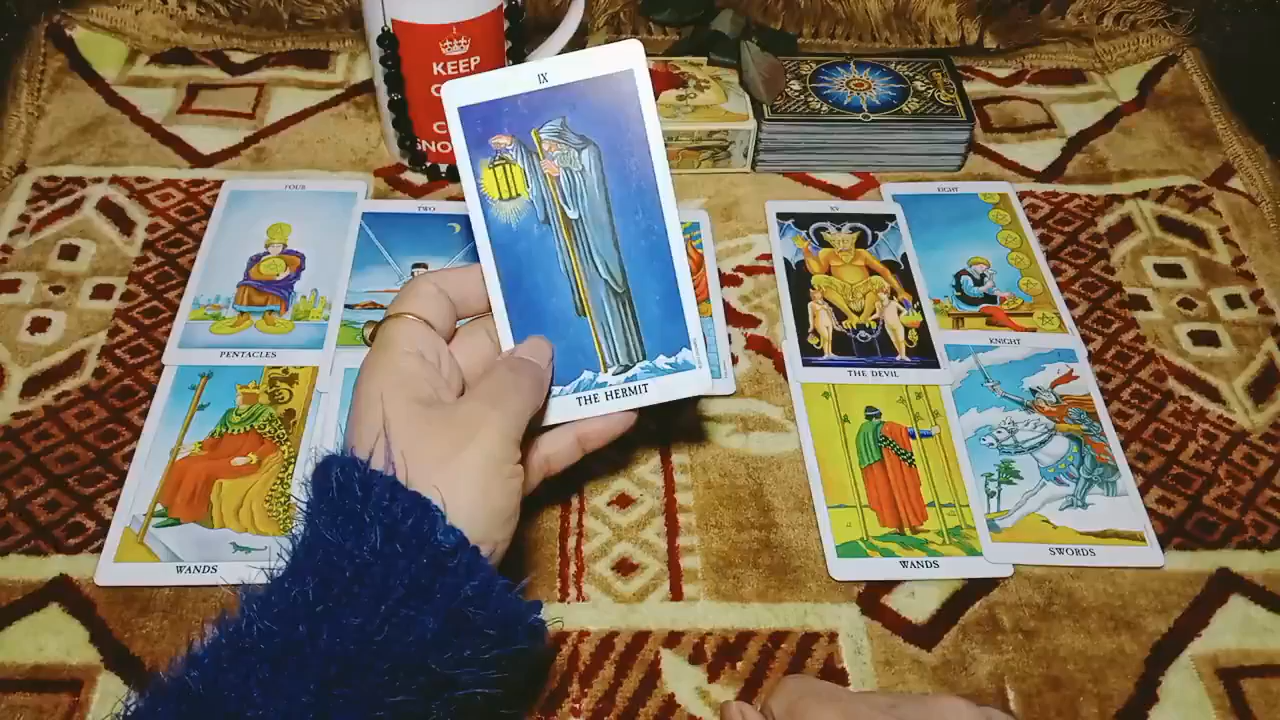 KEEP
IX
THE HERMIT
FOUR
PENTACLES
TWO
WANDS
XV
THE DEVIL
EIGHT
WANDS
KNIGHT
SWORDS